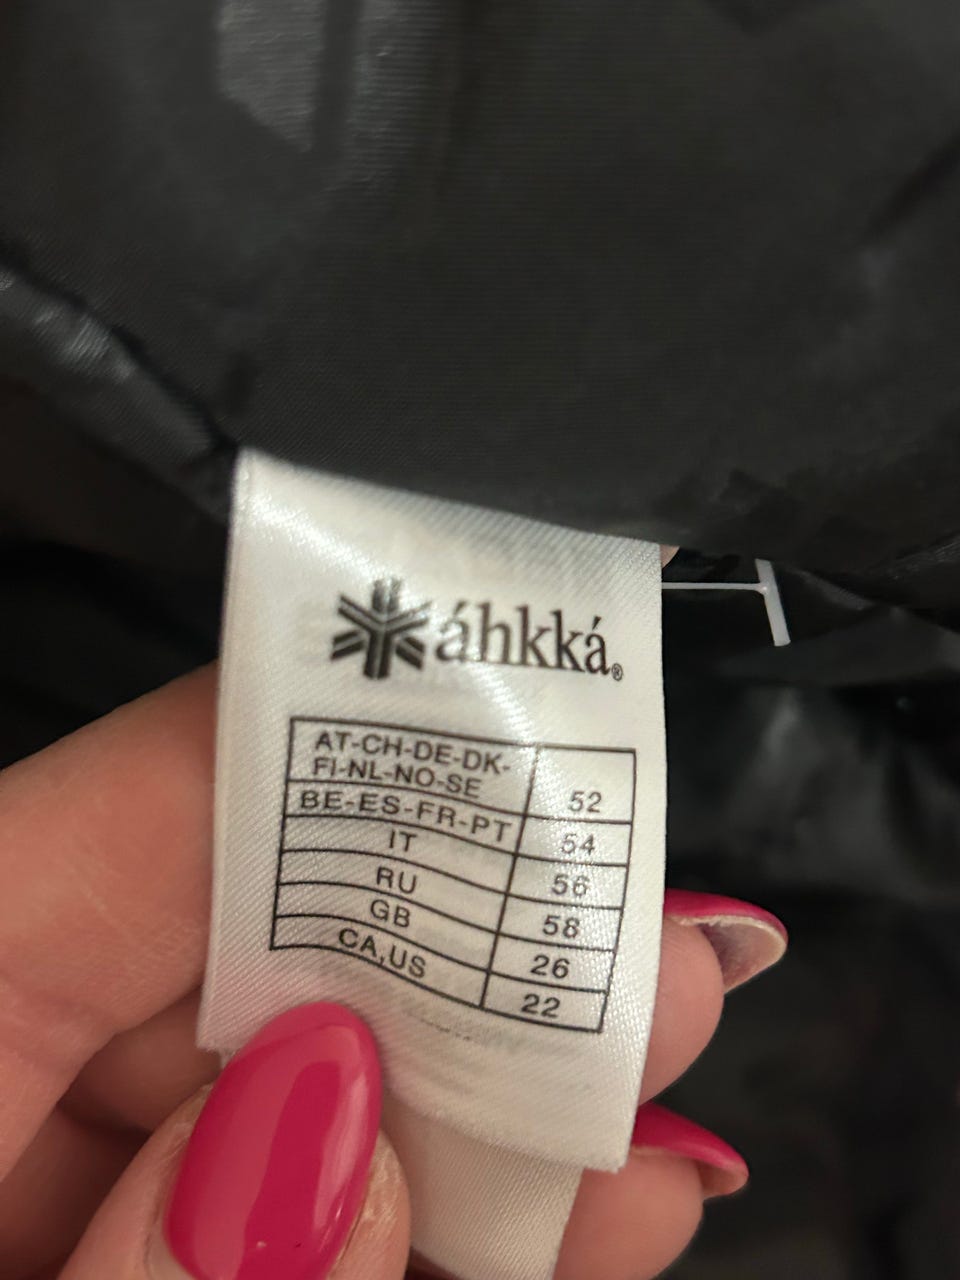 áhkká®
AT-CH-DE-DK-
FI-NL-NO-SE 52
BE-ES-FR-PT 54
IT 56
RU 58
GB 26
CA,US 22